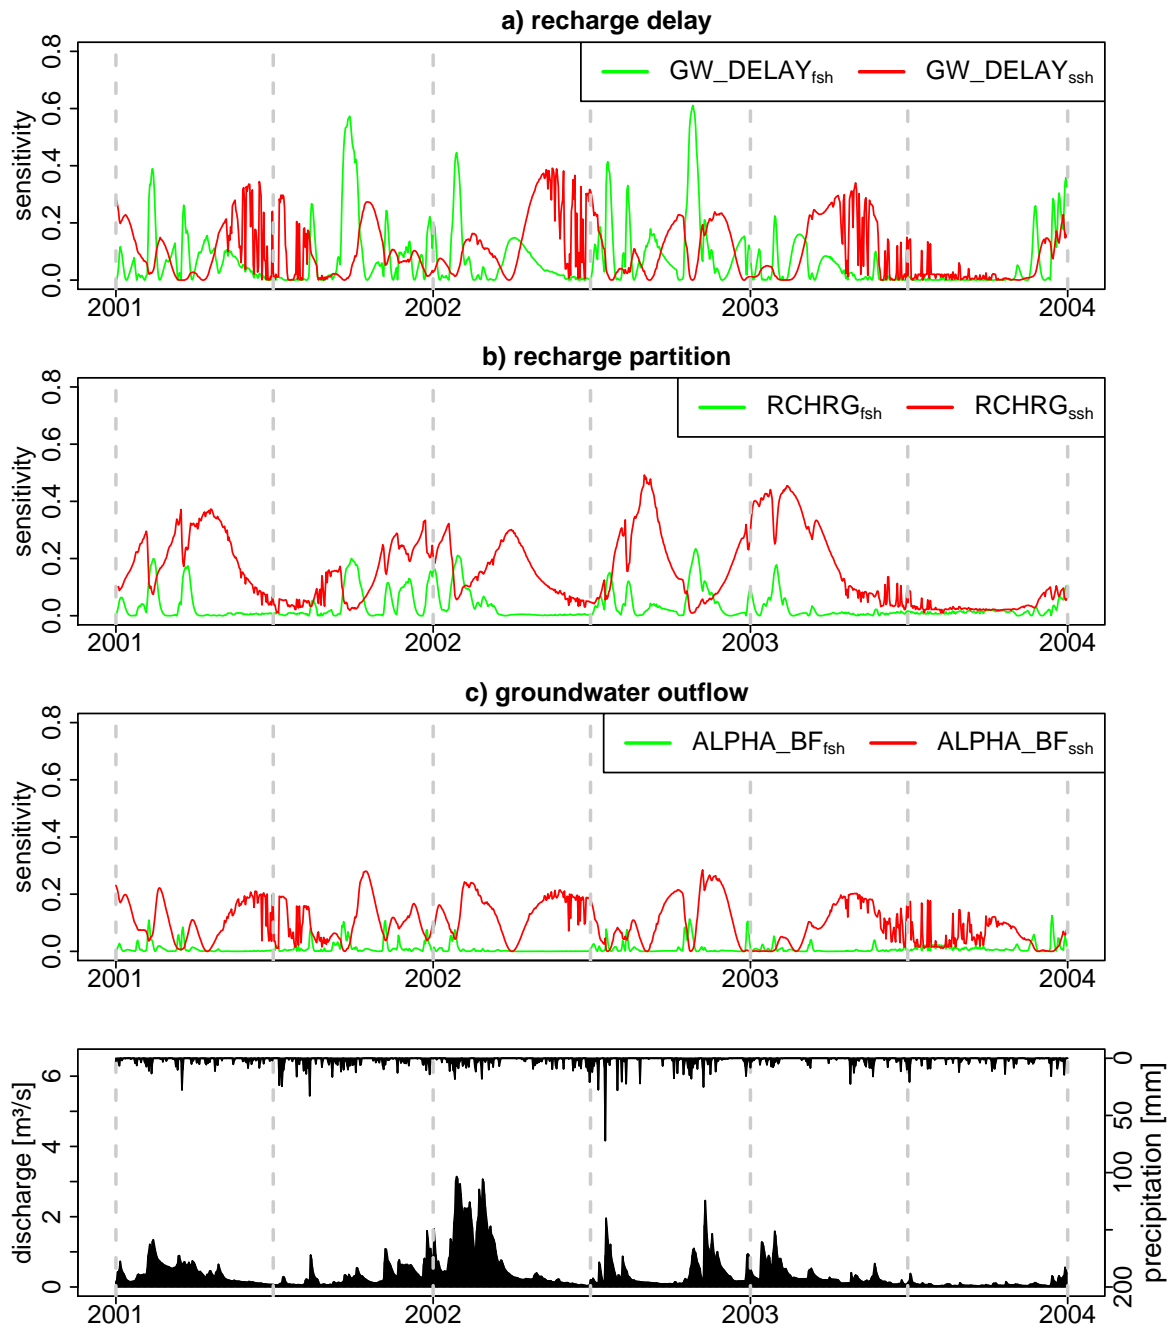 a) recharge delay
GW_DELAYfsh GW_DELAYssh
sensitivity
0.0 0.2 0.4 0.6 0.8
2001 2002 2003 2004
b) recharge partition
RCHRGfsh RCHRGssh
sensitivity
0.0 0.2 0.4 0.6 0.8
2001 2002 2003 2004
c) groundwater outflow
ALPHA_BFfsh ALPHA_BFssh
sensitivity
0.0 0.2 0.4 0.6 0.8
2001 2002 2003 2004
discharge [m³/s]
0 2 4 6
precipitation [mm]
0 50 100 200
2001 2002 2003 2004